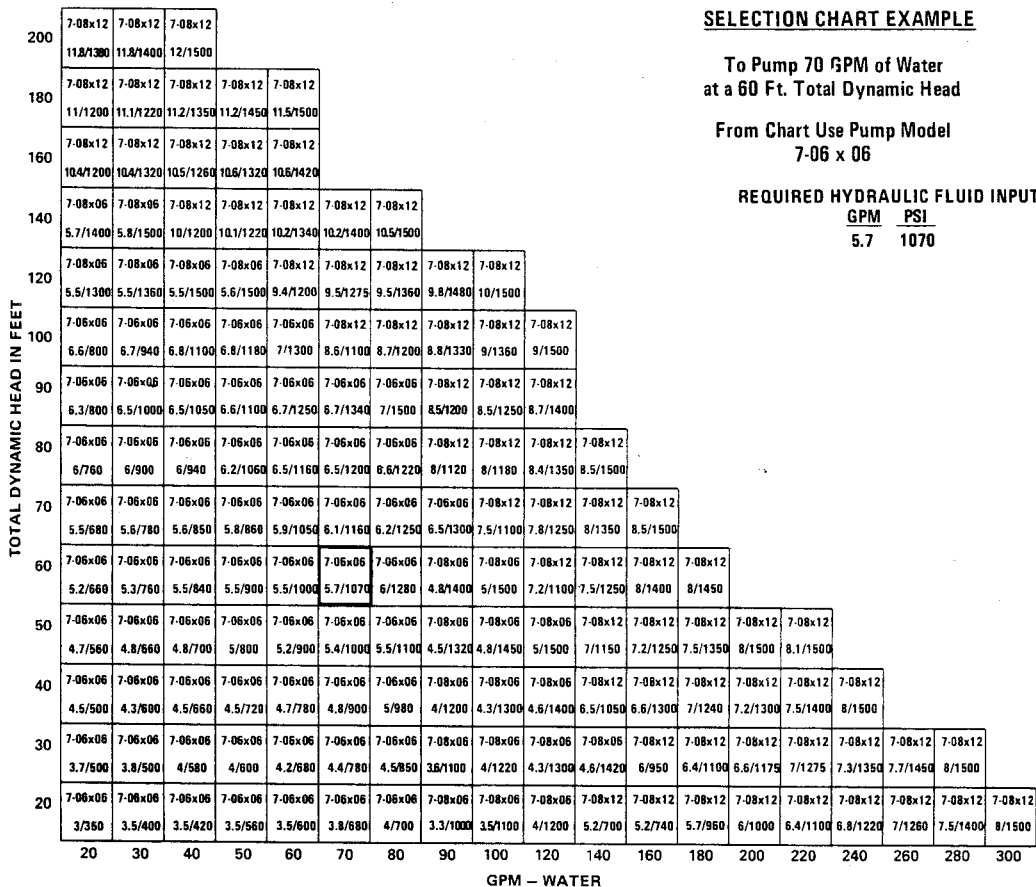 SELECTION CHART EXAMPLE
To Pump 70 GPM of Water
at a 60 Ft. Total Dynamic Head
From Chart Use Pump Model
7-06 x 06
REQUIRED HYDRAULIC FLUID INPUT
GPM PSI
5.7 1070
TOTAL DYNAMIC HEAD IN FEET
200 7-08x12 7-08x12 7-08x12
11.8/1380 11.8/1400 12/1500
180 7-08x12 7-08x12 7-08x12 7-08x12 7-08x12
11/1200 11.1/1220 11.2/1350 11.2/1450 11.5/1500
160 7-08x12 7-08x12 7-08x12 7-08x12 7-08x12
10.4/1200 10.4/1320 10.5/1260 10.6/1320 10.6/1420
140 7-08x06 7-08x06 7-08x12 7-08x12 7-08x12 7-08x12 7-08x12
5.7/1400 5.8/1500 10/1200 10.1/1220 10.2/1340 10.2/1400 10.5/1500
120 7-08x06 7-08x06 7-08x06 7-08x06 7-08x12 7-08x12 7-08x12 7-08x12 7-08x12
5.5/1300 5.5/1360 5.5/1500 5.6/1500 9.4/1200 9.5/1275 9.5/1360 9.8/1480 10/1500
100 7-06x06 7-06x06 7-06x06 7-06x06 7-06x06 7-08x12 7-08x12 7-08x12 7-08x12 7-08x12
6.6/800 6.7/940 6.8/1100 6.8/1180 7/1300 8.6/1100 8.7/1200 8.8/1330 9/1360 9/1500
90 7-06x06 7-06x06 7-06x06 7-06x06 7-06x06 7-06x06 7-06x06 7-08x12 7-08x12 7-08x12
6.3/800 6.5/1000 6.5/1050 6.6/1100 6.7/1250 6.7/1340 7/1500 8.5/1200 8.5/1250 8.7/1400
80 7-06x06 7-06x06 7-06x06 7-06x06 7-06x06 7-06x06 7-06x06 7-08x12 7-08x12 7-08x12 7-08x12
6/760 6/900 6/940 6.2/1060 6.5/1160 6.5/1200 6.6/1220 8/1120 8/1180 8.4/1350 8.5/1500
70 7-06x06 7-06x06 7-06x06 7-06x06 7-06x06 7-06x06 7-06x06 7-06x06 7-08x12 7-08x12 7-08x12 7-08x12
5.5/680 5.6/780 5.6/850 5.8/860 5.9/1050 6.1/1160 6.2/1250 6.5/1300 7.5/1100 7.8/1250 8/1350 8.5/1500
60 7-06x06 7-06x06 7-06x06 7-06x06 7-06x06 7-06x06 7-06x06 7-08x06 7-08x06 7-08x12 7-08x12 7-08x12 7-08x12
5.2/660 5.3/760 5.5/840 5.5/900 5.5/1000 5.7/1070 6/1280 4.8/1400 5/1500 7.2/1100 7.5/1250 8/1400 8/1450
50 7-06x06 7-06x06 7-06x06 7-06x06 7-06x06 7-06x06 7-06x06 7-08x06 7-08x06 7-08x06 7-08x12 7-08x12 7-08x12 7-08x12 7-08x12
4.7/560 4.8/660 4.8/700 5/800 5.2/900 5.4/1000 5.5/1100 4.5/1320 4.8/1450 5/1500 7/1150 7.2/1250 7.5/1350 8/1500 8.1/1500
40 7-06x06 7-06x06 7-06x06 7-06x06 7-06x06 7-06x06 7-06x06 7-08x06 7-08x06 7-08x06 7-08x12 7-08x12 7-08x12 7-08x12 7-08x12 7-08x12
4.5/500 4.3/600 4.5/660 4.5/720 4.7/780 4.8/900 5/980 4/1200 4.3/1300 4.6/1400 6.5/1050 6.6/1300 7/1240 7.2/1300 7.5/1400 8/1500
30 7-06x06 7-06x06 7-06x06 7-06x06 7-06x06 7-06x06 7-06x06 7-08x06 7-08x06 7-08x06 7-08x06 7-08x12 7-08x12 7-08x12 7-08x12 7-08x12 7-08x12 7-08x12
3.7/500 3.8/500 4/580 4/600 4.2/680 4.4/780 4.5/850 3.6/1100 4/1220 4.3/1300 4.6/1420 6/950 6.4/1100 6.6/1175 7/1275 7.3/1350 7.7/1450 8/1500
20 7-06x06 7-06x06 7-06x06 7-06x06 7-06x06 7-06x06 7-06x06 7-08x06 7-08x06 7-08x06 7-08x12 7-08x12 7-08x12 7-08x12 7-08x12 7-08x12 7-08x12 7-08x12 7-08x12
3/350 3.5/400 3.5/420 3.5/560 3.5/600 3.8/680 4/700 3.3/1000 3.5/1100 4/1200 5.2/700 5.2/740 5.7/960 6/1000 6.4/1100 6.8/1220 7/1260 7.5/1400 8/1500
20 30 40 50 60 70 80 90 100 120 140 160 180 200 220 240 260 280 300
GPM – WATER